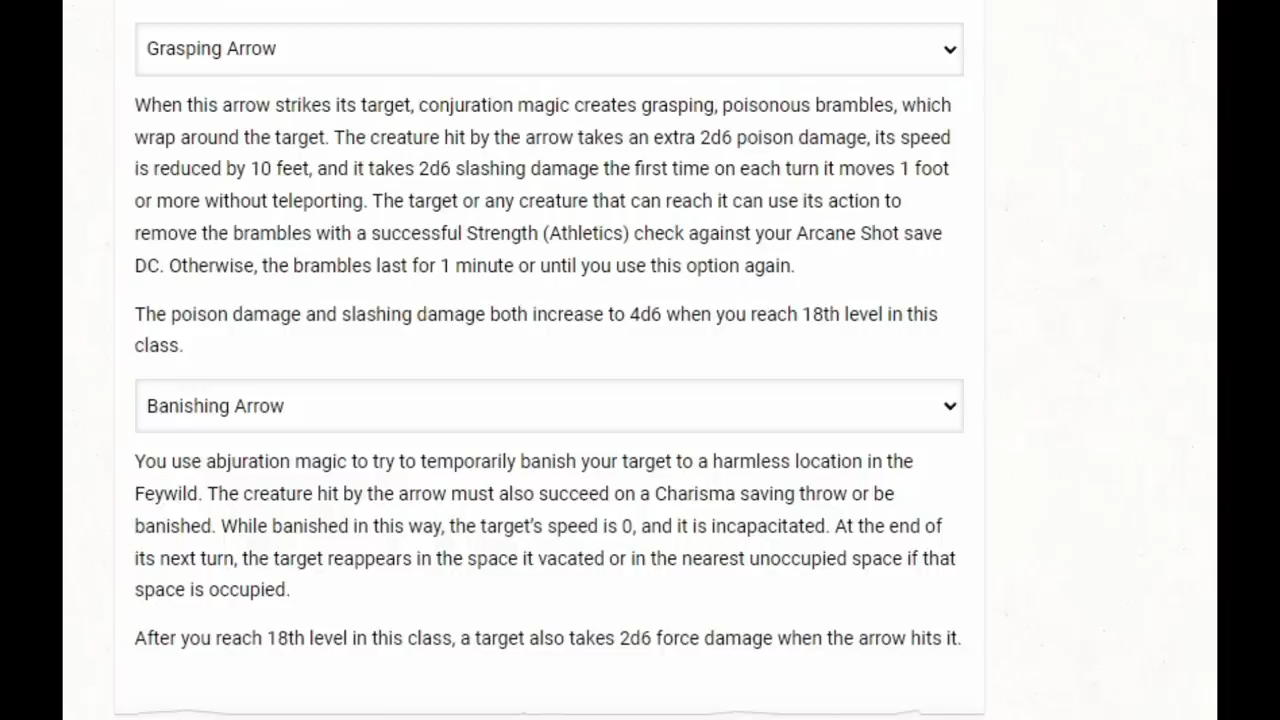 Grasping Arrow
When this arrow strikes its target, conjuration magic creates grasping, poisonous brambles, which
wrap around the target. The creature hit by the arrow takes an extra 2d6 poison damage, its speed
is reduced by 10 feet, and it takes 2d6 slashing damage the first time on each turn it moves 1 foot
or more without teleporting. The target or any creature that can reach it can use its action to
remove the brambles with a successful Strength (Athletics) check against your Arcane Shot save
DC. Otherwise, the brambles last for 1 minute or until you use this option again.
The poison damage and slashing damage both increase to 4d6 when you reach 18th level in this
class.
Banishing Arrow
You use abjuration magic to try to temporarily banish your target to a harmless location in the
Feywild. The creature hit by the arrow must also succeed on a Charisma saving throw or be
banished. While banished in this way, the target's speed is 0, and it is incapacitated. At the end of
its next turn, the target reappears in the space it vacated or in the nearest unoccupied space if that
space is occupied.
After you reach 18th level in this class, a target also takes 2d6 force damage when the arrow hits it.